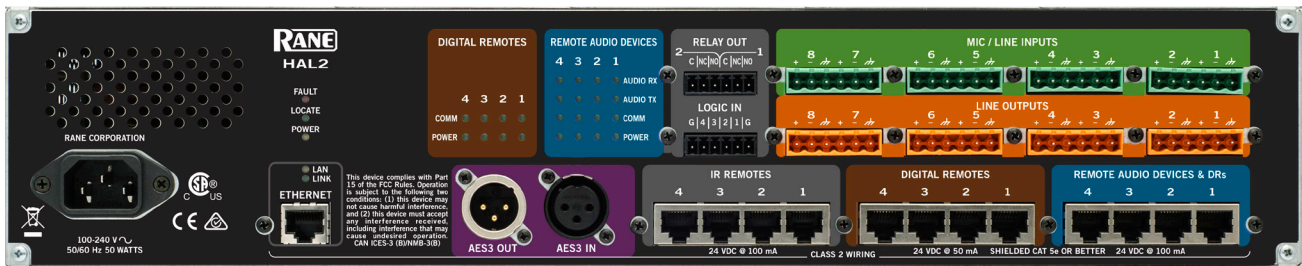 RANE
HAL2
FAULT
LOCATE
POWER
RANE CORPORATION
100-240 V
50/60 Hz 50 WATTS
C ® US
CE
LAN
LINK
ETHERNET
This device complies with Part
15 of the FCC Rules. Operation
is subject to the following two
conditions: (1) this device may
not cause harmful interference,
and (2) this device must accept
any interference received,
including interference that may
cause undesired operation.
CAN ICES-3 (B)/NMB-3(B)
DIGITAL REMOTES
4 3 2 1
COMM
POWER
REMOTE AUDIO DEVICES
4 3 2 1
AUDIO RX
AUDIO TX
COMM
POWER
RELAY OUT
2 1
C NC NO C NC NO
LOGIC IN
G 4 3 2 1 G
MIC / LINE INPUTS
8 7 6 5 4 3 2 1
+ - + - + - + - + - + - + - + -
LINE OUTPUTS
8 7 6 5 4 3 2 1
+ - + - + - + - + - + - + - + -
AES3 OUT
AES3 IN
IR REMOTES
4 3 2 1
24 VDC @ 100 mA
DIGITAL REMOTES
4 3 2 1
24 VDC @ 50 mA
REMOTE AUDIO DEVICES & DRs
4 3 2 1
24 VDC @ 100 mA
CLASS 2 WIRING
SHIELDED CAT 5e OR BETTER